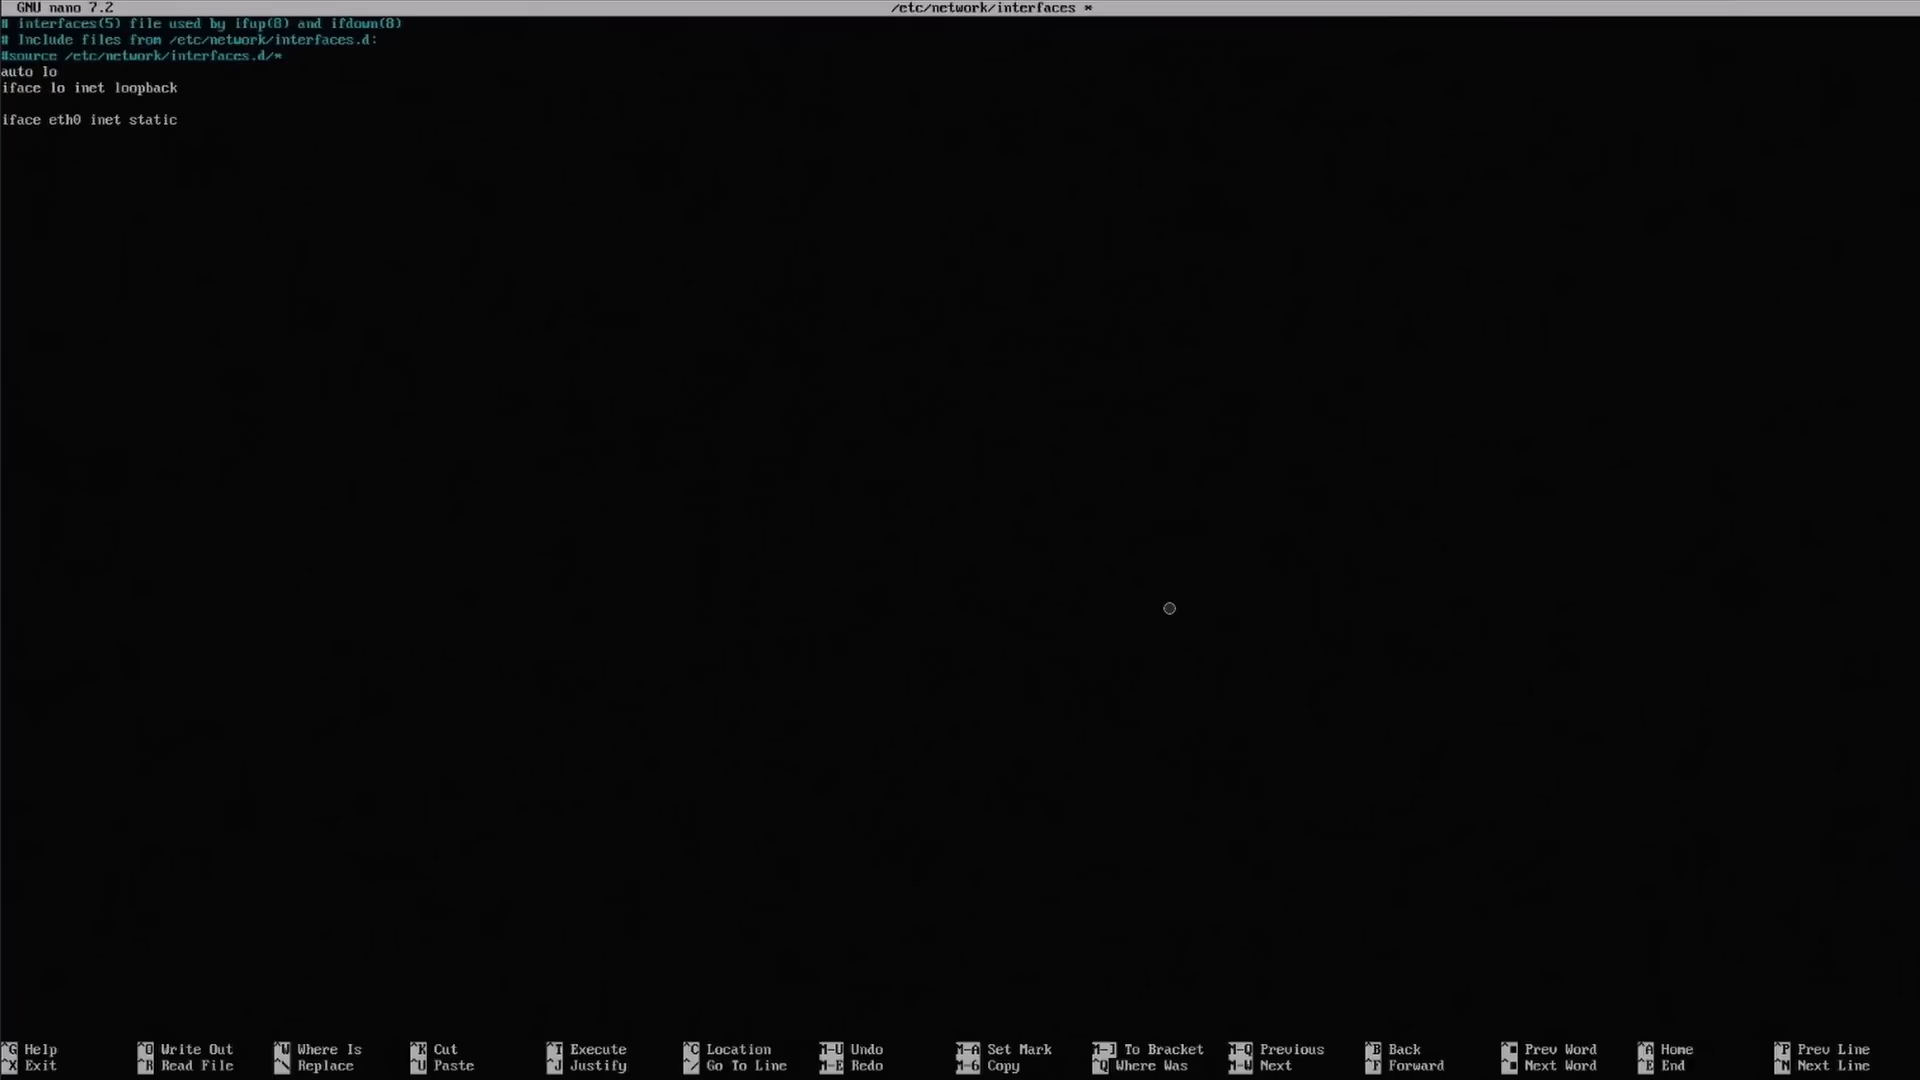 GNU nano 7.2 /etc/network/interfaces *
# interfaces(5) file used by ifup(8) and ifdown(8)
# Include files from /etc/network/interfaces.d:
#source /etc/network/interfaces.d/*
auto lo
iface lo inet loopback
iface eth0 inet static
^G Help ^O Write Out ^W Where Is ^K Cut ^T Execute ^C Location M-U Undo M-A Set Mark M-] To Bracket M-Q Previous ^B Back Prev Word ^A Home ^P Prev Line
^X Exit ^R Read File ^\ Replace ^U Paste ^J Justify ^/ Go To Line M-E Redo M-6 Copy ^Q Where Was M-W Next ^F Forward Next Word ^E End ^N Next Line